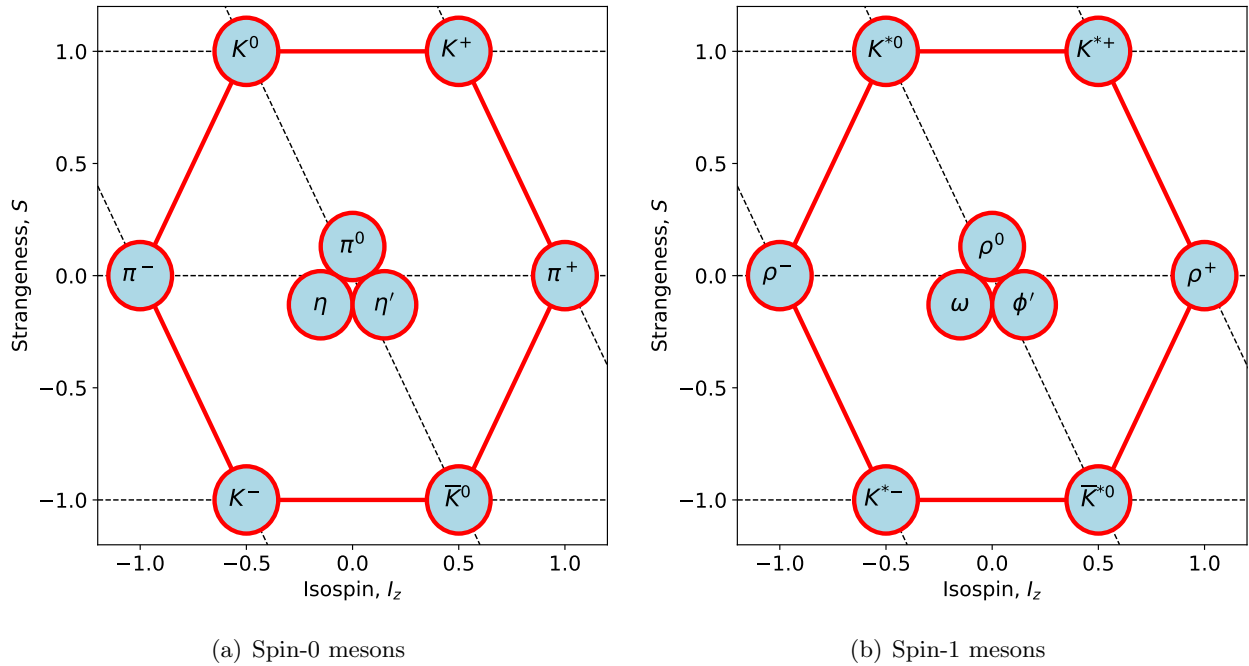 K⁰ K⁺
π⁻ π⁰ π⁺
η η′
K⁻ K̅⁰
1.0
0.5
0.0
−0.5
−1.0
Strangeness, S
−1.0 −0.5 0.0 0.5 1.0
Isospin, I_z
(a) Spin-0 mesons
K*⁰ K*⁺
ρ⁻ ρ⁰ ρ⁺
ω ϕ′
K*⁻ K̅*⁰
1.0
0.5
0.0
−0.5
−1.0
Strangeness, S
−1.0 −0.5 0.0 0.5 1.0
Isospin, I_z
(b) Spin-1 mesons